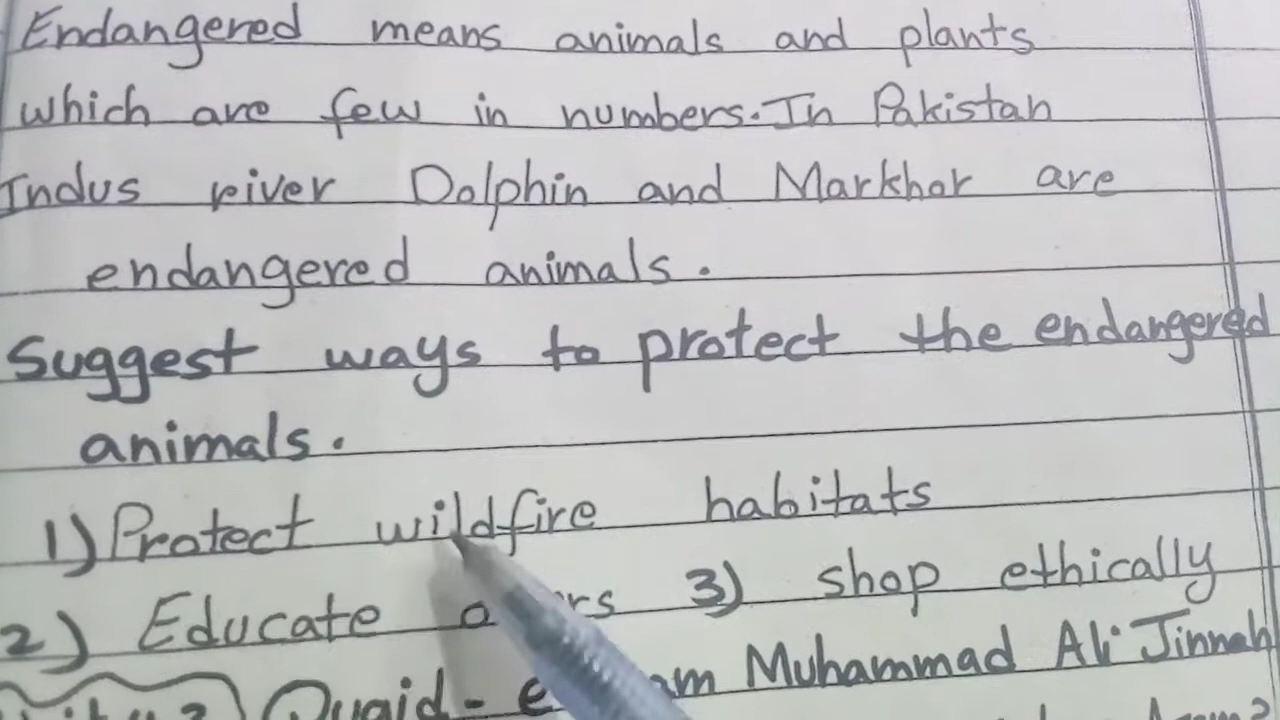 Endangered means animals and plants
which are few in numbers. In Pakistan
Indus river Dolphin and Markhor are
endangered animals.
Suggest ways to protect the endangered
animals.
1) Protect wildfire habitats
2) Educate 3) shop ethically
Quaid - e Muhammad Ali Jinnah